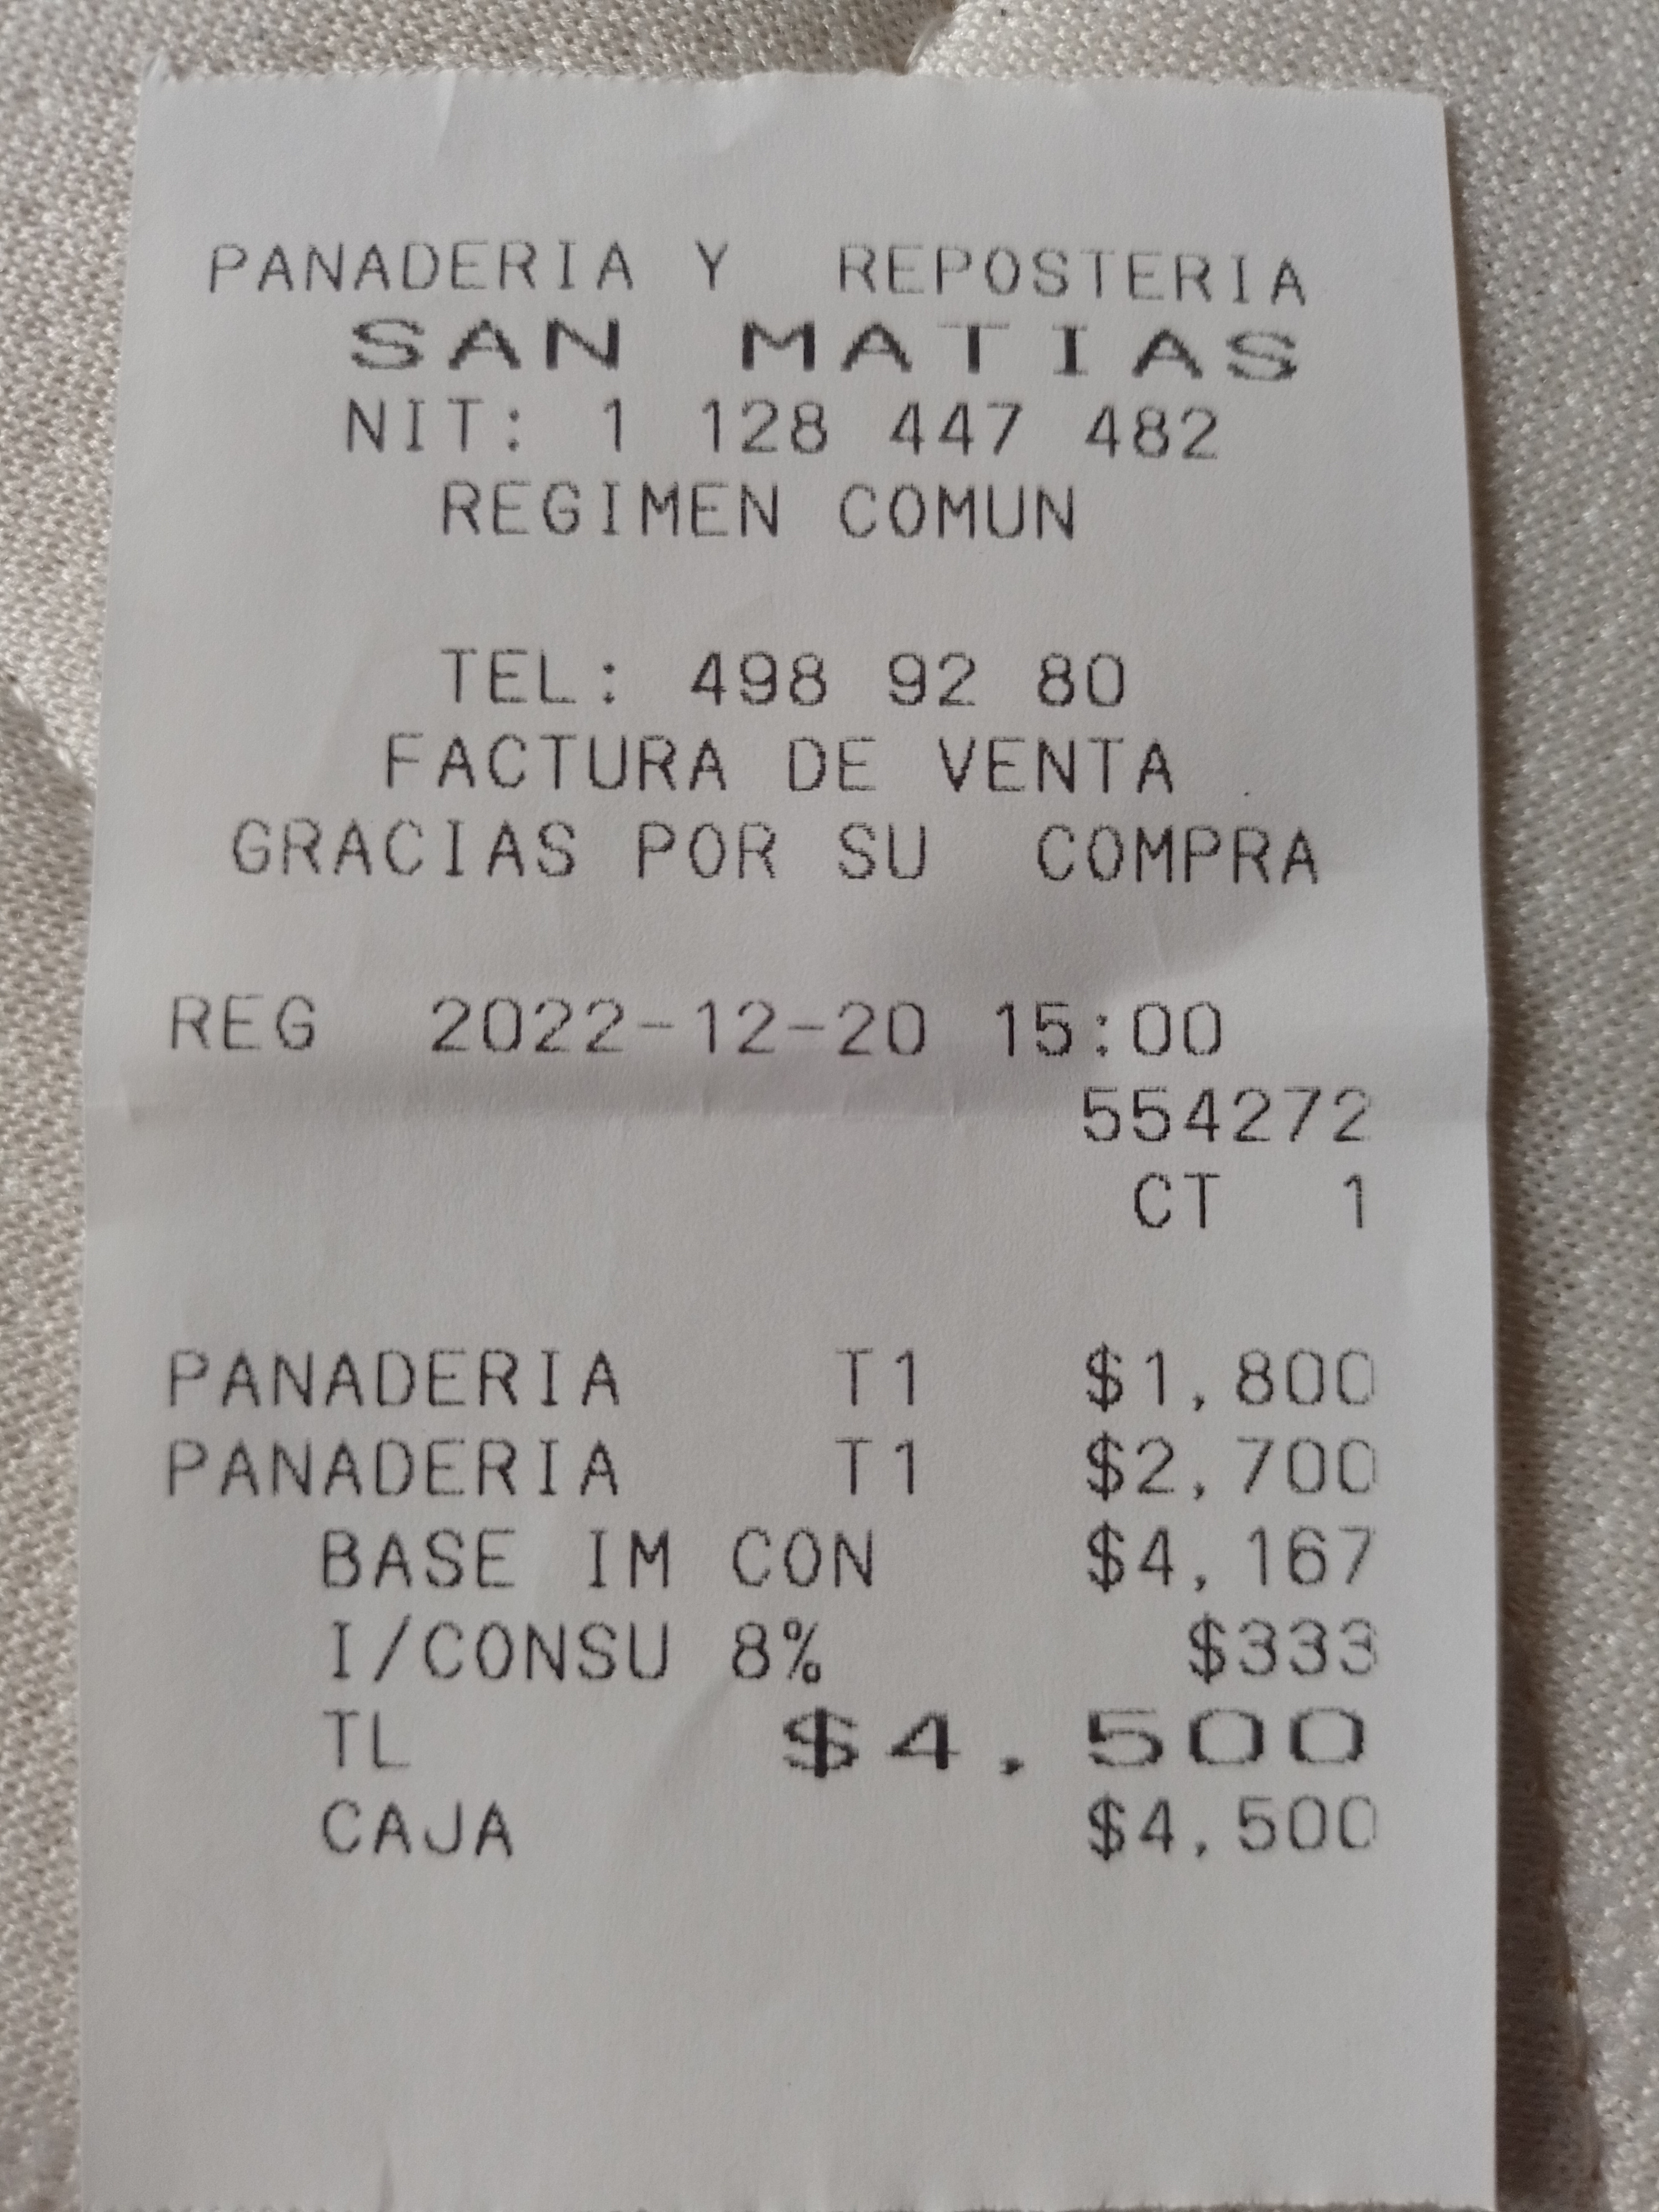 PANADERIA Y REPOSTERIA
SAN MATIAS
NIT: 1 128 447 482
REGIMEN COMUN
TEL: 498 92 80
FACTURA DE VENTA
GRACIAS POR SU COMPRA
REG 2022-12-20 15:00
554272
CT 1
PANADERIA T1 $1,800
PANADERIA T1 $2,700
BASE IM CON $4,167
I/CONSU 8% $333
TL $4,500
CAJA $4,500